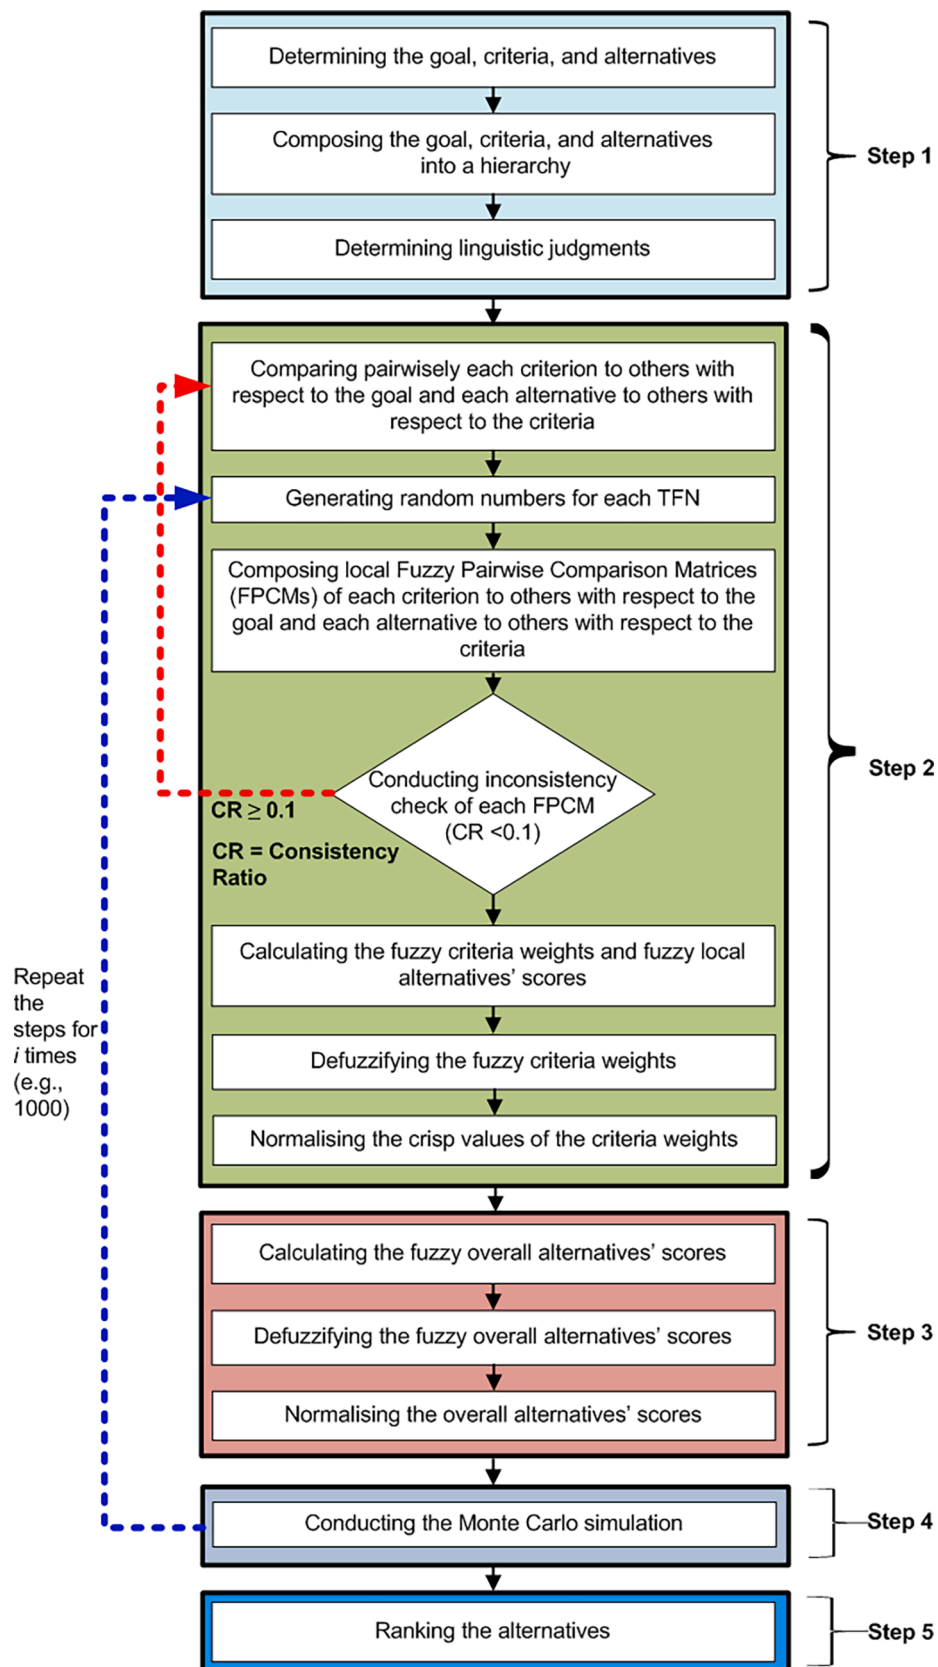 Determining the goal, criteria, and alternatives
Composing the goal, criteria, and alternatives
into a hierarchy
Determining linguistic judgments
Step 1
Comparing pairwisely each criterion to others with
respect to the goal and each alternative to others with
respect to the criteria
Generating random numbers for each TFN
Composing local Fuzzy Pairwise Comparison Matrices
(FPCMs) of each criterion to others with respect to the
goal and each alternative to others with respect to the
criteria
Conducting inconsistency
check of each FPCM
(CR <0.1)
CR ≥ 0.1
CR = Consistency
Ratio
Step 2
Calculating the fuzzy criteria weights and fuzzy local
alternatives’ scores
Defuzzifying the fuzzy criteria weights
Normalising the crisp values of the criteria weights
Repeat
the
steps for
i times
(e.g.,
1000)
Calculating the fuzzy overall alternatives’ scores
Defuzzifying the fuzzy overall alternatives’ scores
Normalising the overall alternatives’ scores
Step 3
Conducting the Monte Carlo simulation
Step 4
Ranking the alternatives
Step 5